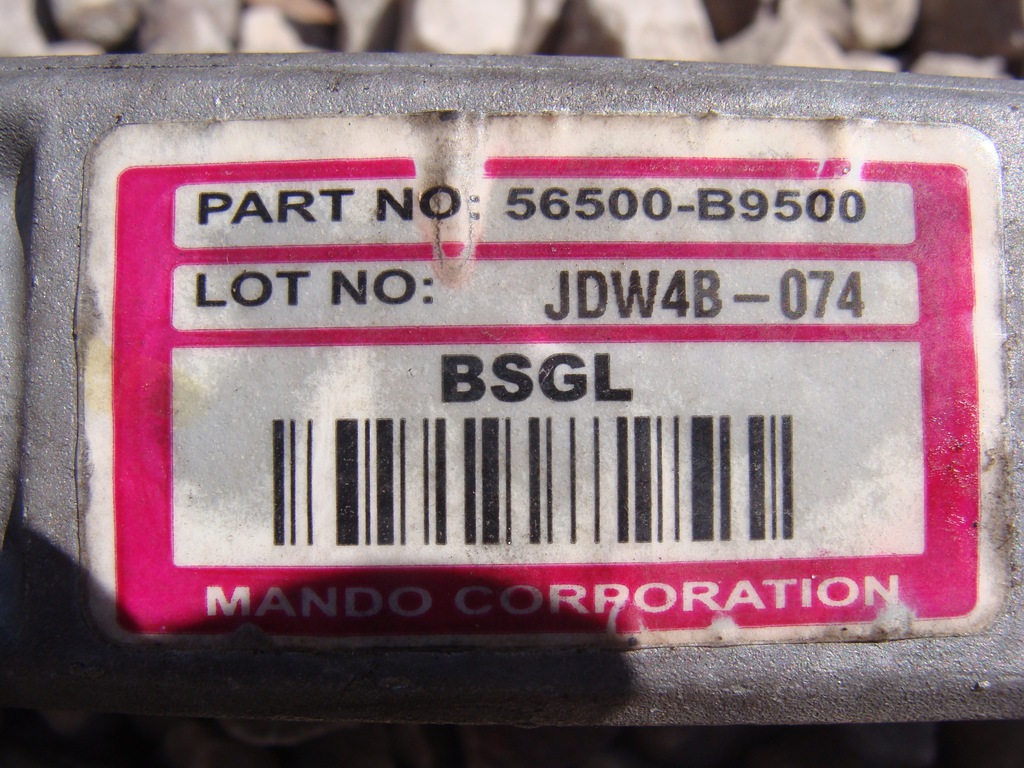 PART NO: 56500-B9500
LOT NO: JDW4B-074
BSGL
MANDO CORPORATION